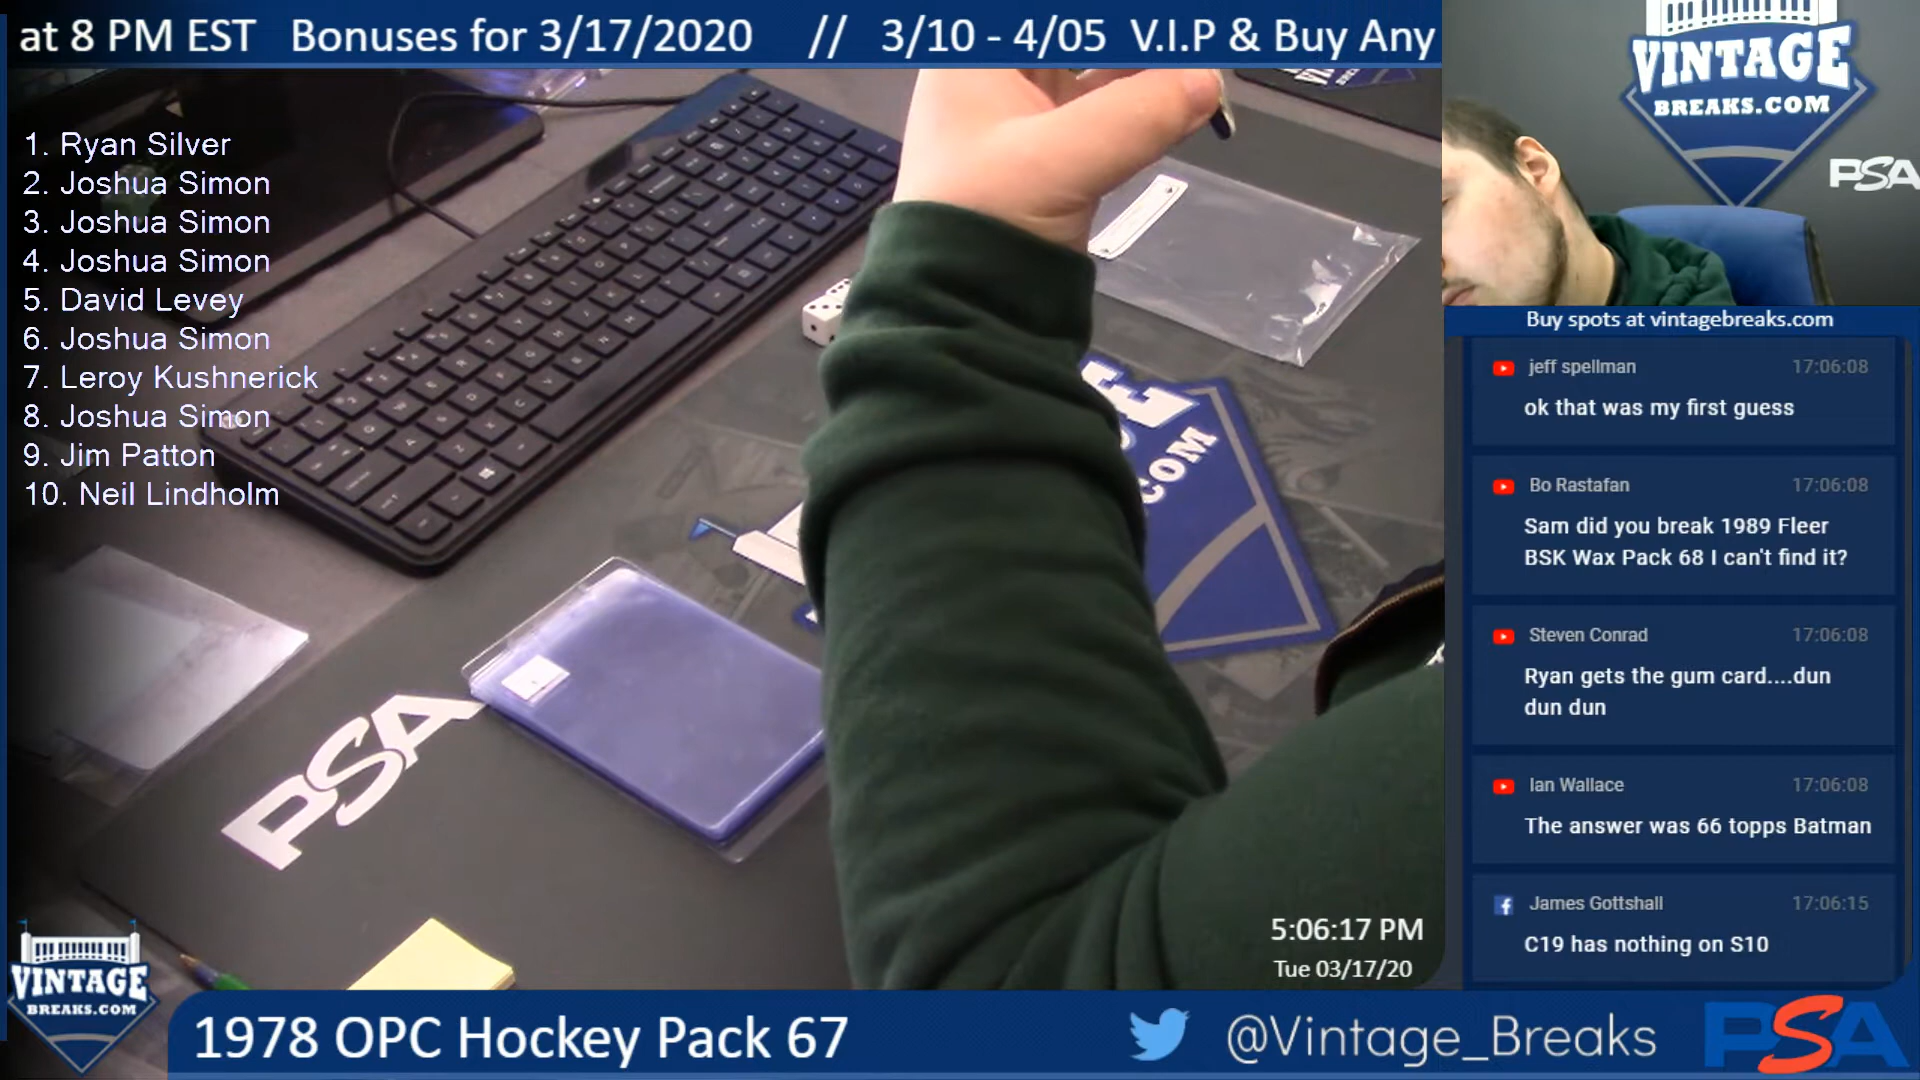 at 8 PM EST Bonuses for 3/17/2020 // 3/10 - 4/05 V.I.P & Buy Any
VINTAGE
BREAKS.COM
PSA
1. Ryan Silver
2. Joshua Simon
3. Joshua Simon
4. Joshua Simon
5. David Levey
6. Joshua Simon
7. Leroy Kushnerick
8. Joshua Simon
9. Jim Patton
10. Neil Lindholm
Buy spots at vintagebreaks.com
jeff spellman 17:06:08
ok that was my first guess
Bo Rastafan 17:06:08
Sam did you break 1989 Fleer
BSK Wax Pack 68 I can't find it?
Steven Conrad 17:06:08
Ryan gets the gum card....dun
dun dun
Ian Wallace 17:06:08
The answer was 66 topps Batman
James Gottshall 17:06:15
C19 has nothing on S10
.COM
PSA
5:06:17 PM
Tue 03/17/20
VINTAGE
BREAKS.COM
1978 OPC Hockey Pack 67
@Vintage_Breaks
PSA